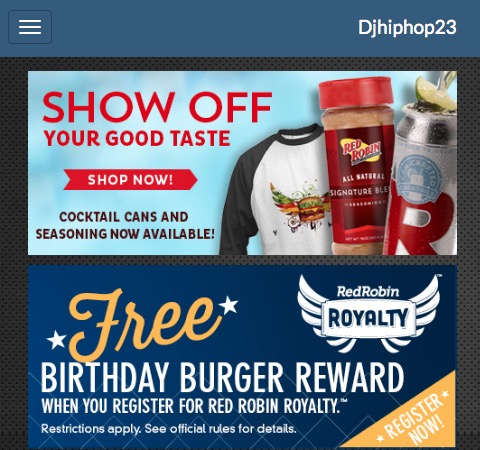 Djhiphop23
SHOW OFF
YOUR GOOD TASTE
SHOP NOW!
COCKTAIL CANS AND
SEASONING NOW AVAILABLE!
RED
ROBIN
ALL NATURAL
SIGNATURE BLE
SEASONING
R
Free
BIRTHDAY BURGER REWARD
WHEN YOU REGISTER FOR RED ROBIN ROYALTY.™
Restrictions apply. See official rules for details.
RedRobin
ROYALTY™
REGISTER
NOW!